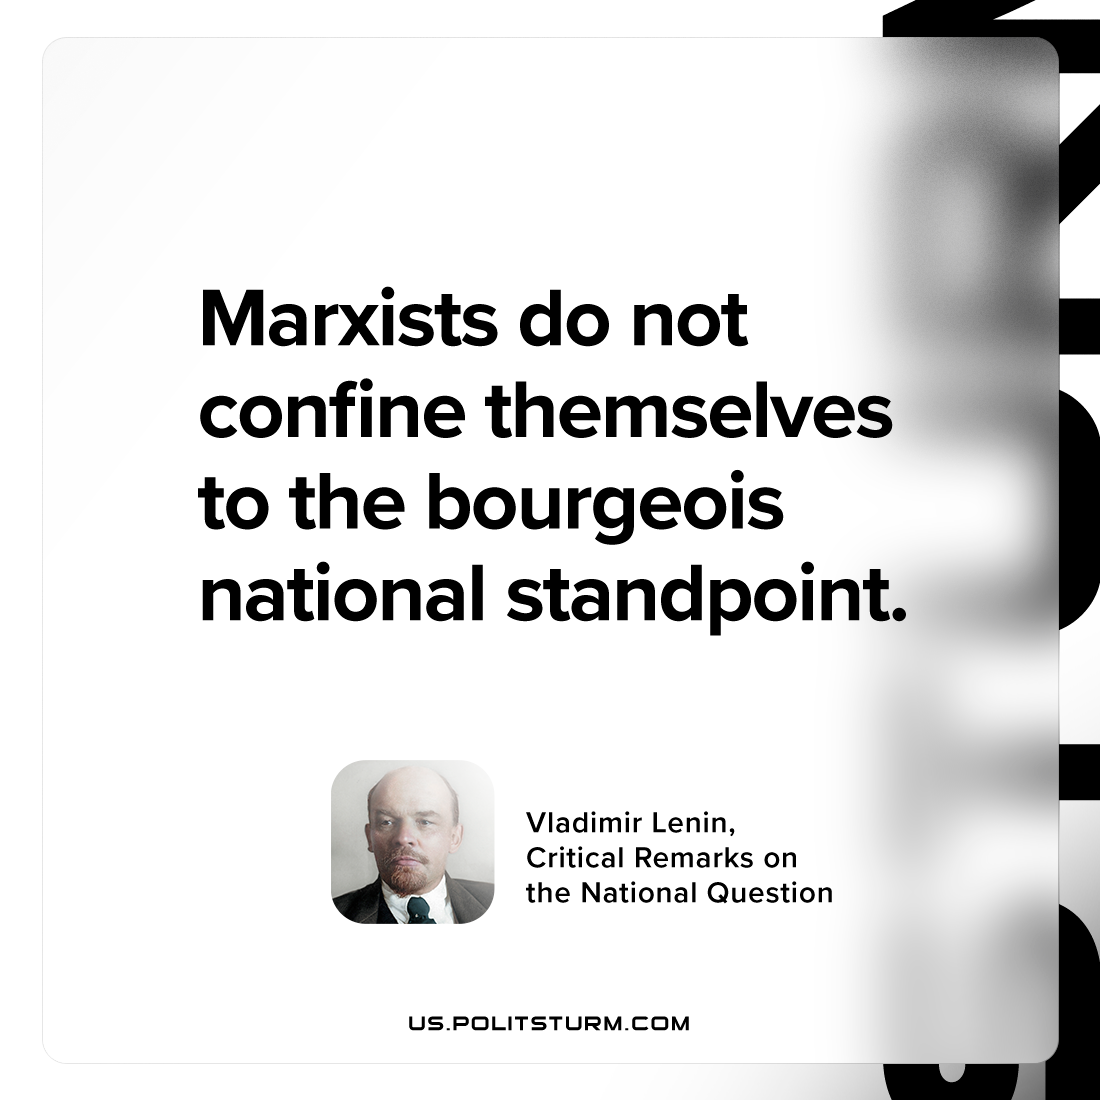 Marxists do not
confine themselves
to the bourgeois
national standpoint.
Vladimir Lenin,
Critical Remarks on
the National Question
US.POLITSTURM.COM